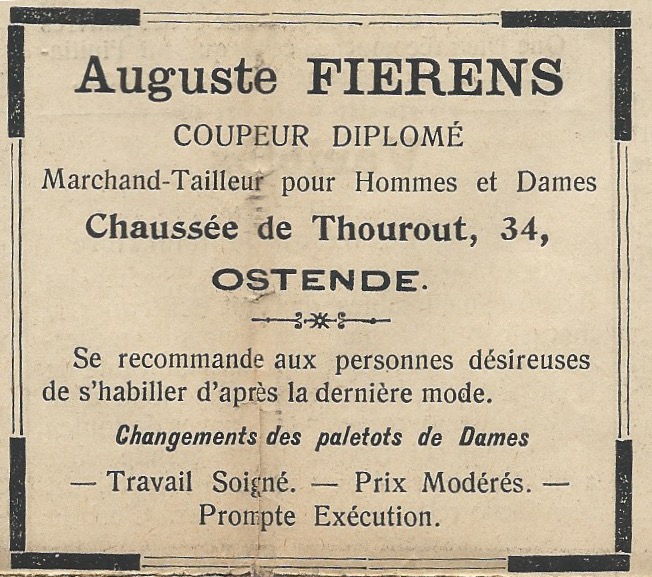 Auguste FIERENS
COUPEUR DIPLOMÉ
Marchand-Tailleur pour Hommes et Dames
Chaussée de Thourout, 34,
OSTENDE.
Se recommande aux personnes désireuses
de s'habiller d'après la dernière mode.
Changements des paletots de Dames
— Travail Soigné. — Prix Modérés. —
Prompte Exécution.